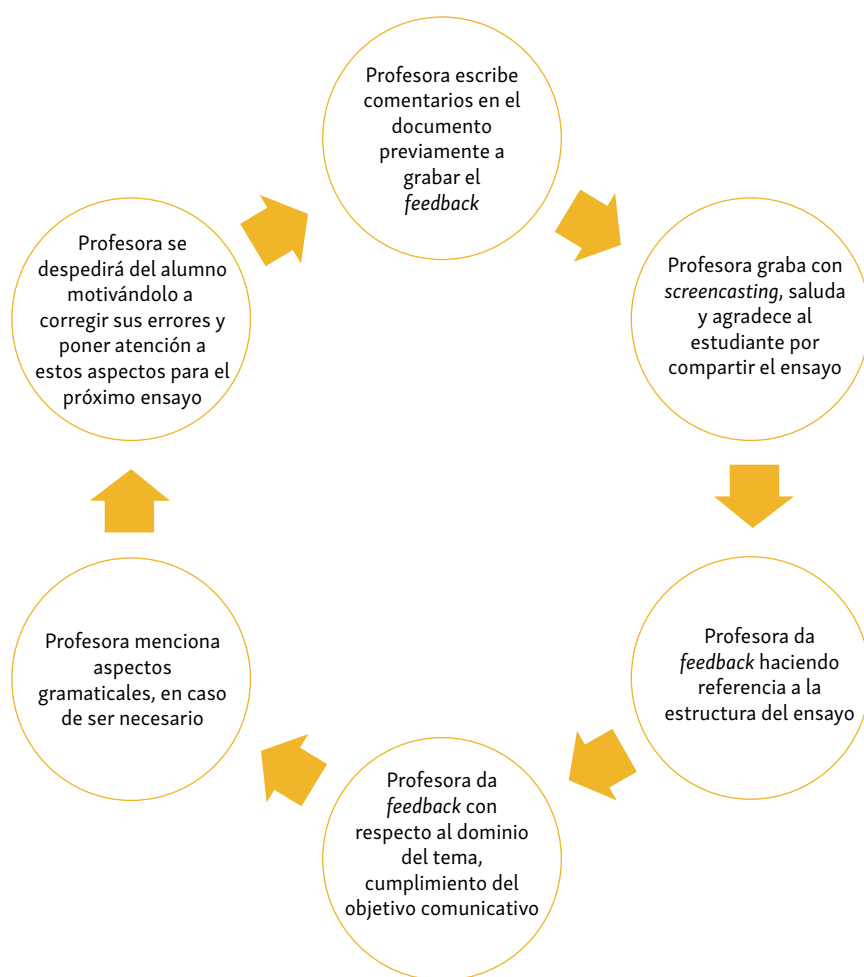 Profesora escribe
comentarios en el
documento
previamente a
grabar el
feedback
Profesora graba con
screencasting, saluda
y agradece al
estudiante por
compartir el ensayo
Profesora da
feedback haciendo
referencia a la
estructura del ensayo
Profesora da
feedback con
respecto al dominio
del tema,
cumplimiento del
objetivo comunicativo
Profesora menciona
aspectos
gramaticales, en caso
de ser necesario
Profesora se
despedirá del alumno
motivándolo a
corregir sus errores y
poner atención a
estos aspectos para el
próximo ensayo